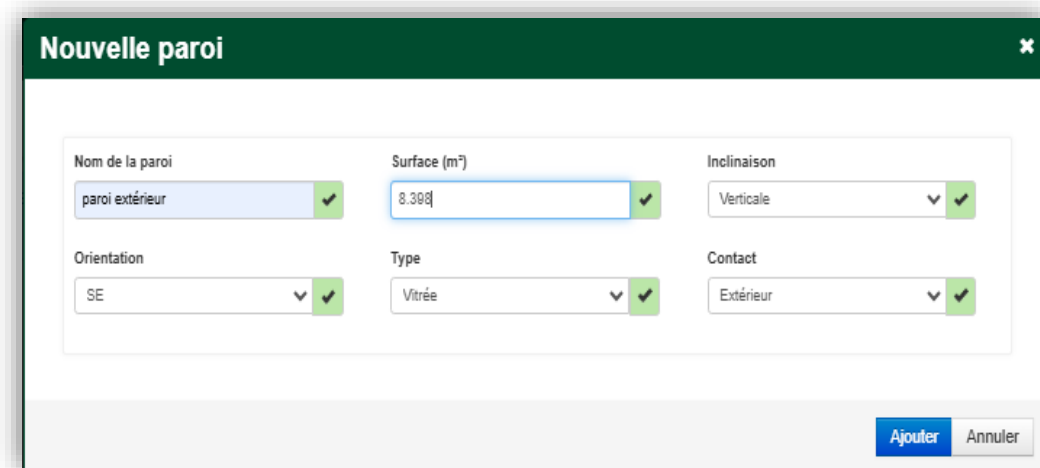 Nouvelle paroi
Nom de la paroi Surface (m²) Inclinaison
paroi extérieur 8.398 Verticale
Orientation Type Contact
SE Vitrée Extérieur
Ajouter Annuler